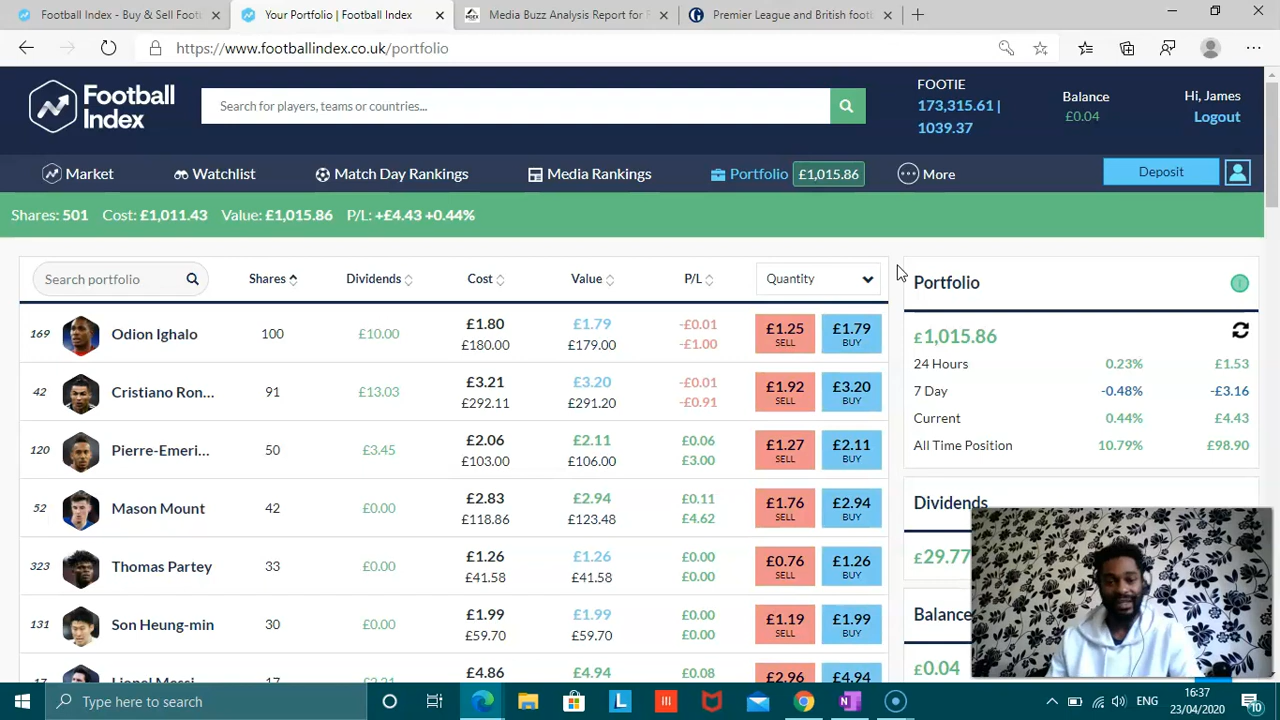 Football Index - Buy & Sell Foot
Your Portfolio | Football Index
Media Buzz Analysis Report for F
Premier League and British footb
https://www.footballindex.co.uk/portfolio
Football
Index
Search for players, teams or countries...
FOOTIE
173,315.61 |
1039.37
Balance
£0.04
Hi, James
Logout
Market
Watchlist
Match Day Rankings
Media Rankings
Portfolio £1,015.86
More
Deposit
Shares: 501 Cost: £1,011.43 Value: £1,015.86 P/L: +£4.43 +0.44%
Search portfolio
Shares
Dividends
Cost
Value
P/L
Quantity
169 Odion Ighalo 100 £10.00 £1.80 £1.79 -£0.01 £1.25 £1.79
£180.00 £179.00 -£1.00 SELL BUY
42 Cristiano Ron... 91 £13.03 £3.21 £3.20 -£0.01 £1.92 £3.20
£292.11 £291.20 -£0.91 SELL BUY
120 Pierre-Emeri... 50 £3.45 £2.06 £2.11 £0.06 £1.27 £2.11
£103.00 £106.00 £3.00 SELL BUY
52 Mason Mount 42 £0.00 £2.83 £2.94 £0.11 £1.76 £2.94
£118.86 £123.48 £4.62 SELL BUY
323 Thomas Partey 33 £0.00 £1.26 £1.26 £0.00 £0.76 £1.26
£41.58 £41.58 £0.00 SELL BUY
131 Son Heung-min 30 £0.00 £1.99 £1.99 £0.00 £1.19 £1.99
£59.70 £59.70 £0.00 SELL BUY
17 Lionel Messi 17 £4.86 £4.94 £0.08 £2.96 £4.94
Portfolio
£1,015.86
24 Hours 0.23% £1.53
7 Day -0.48% -£3.16
Current 0.44% £4.43
All Time Position 10.79% £98.90
Dividends
£29.77
Balance
£0.04
Type here to search
ENG
16:37
23/04/2020
10